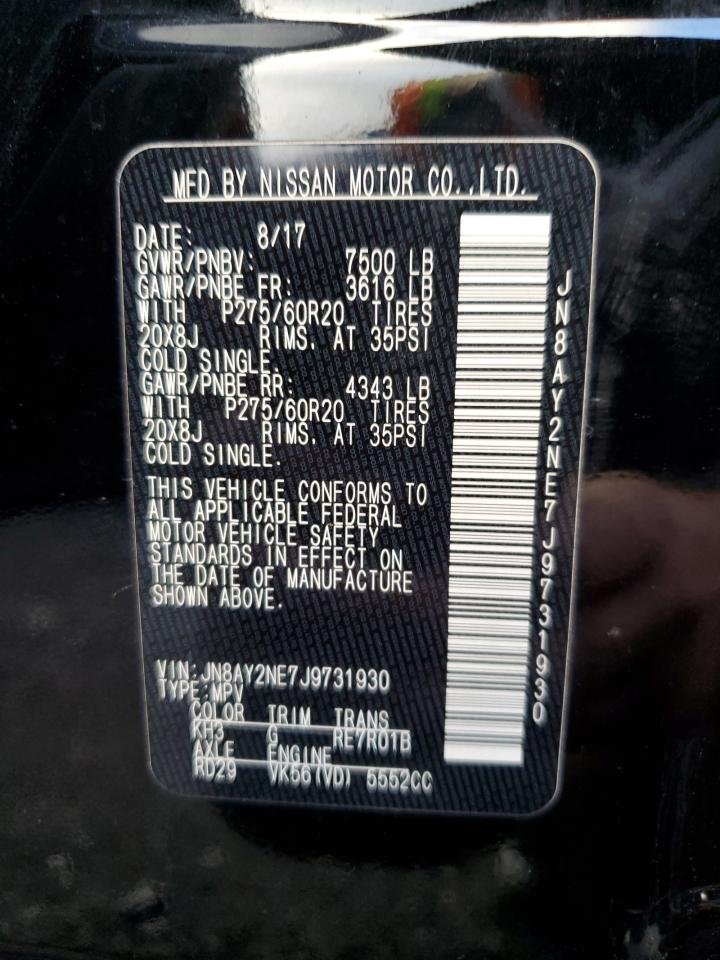 MFD BY NISSAN MOTOR CO.,LTD.
DATE: 8/17
GVWR/PNBV: 7500 LB
GAWR/PNBE FR: 3616 LB
WITH P275/60R20 TIRES
20X8J RIMS. AT 35PSI
COLD SINGLE.
GAWR/PNBE RR: 4343 LB
WITH P275/60R20 TIRES
20X8J RIMS. AT 35PSI
COLD SINGLE.
THIS VEHICLE CONFORMS TO
ALL APPLICABLE FEDERAL
MOTOR VEHICLE SAFETY
STANDARDS IN EFFECT ON
THE DATE OF MANUFACTURE
SHOWN ABOVE.
VIN:JN8AY2NE7J9731930
TYPE:MPV
COLOR TRIM TRANS
KH3 G RE7R01B
AXLE ENGINE
RD29 VK56(VD) 5552CC
JN8AY2NE7J9731930